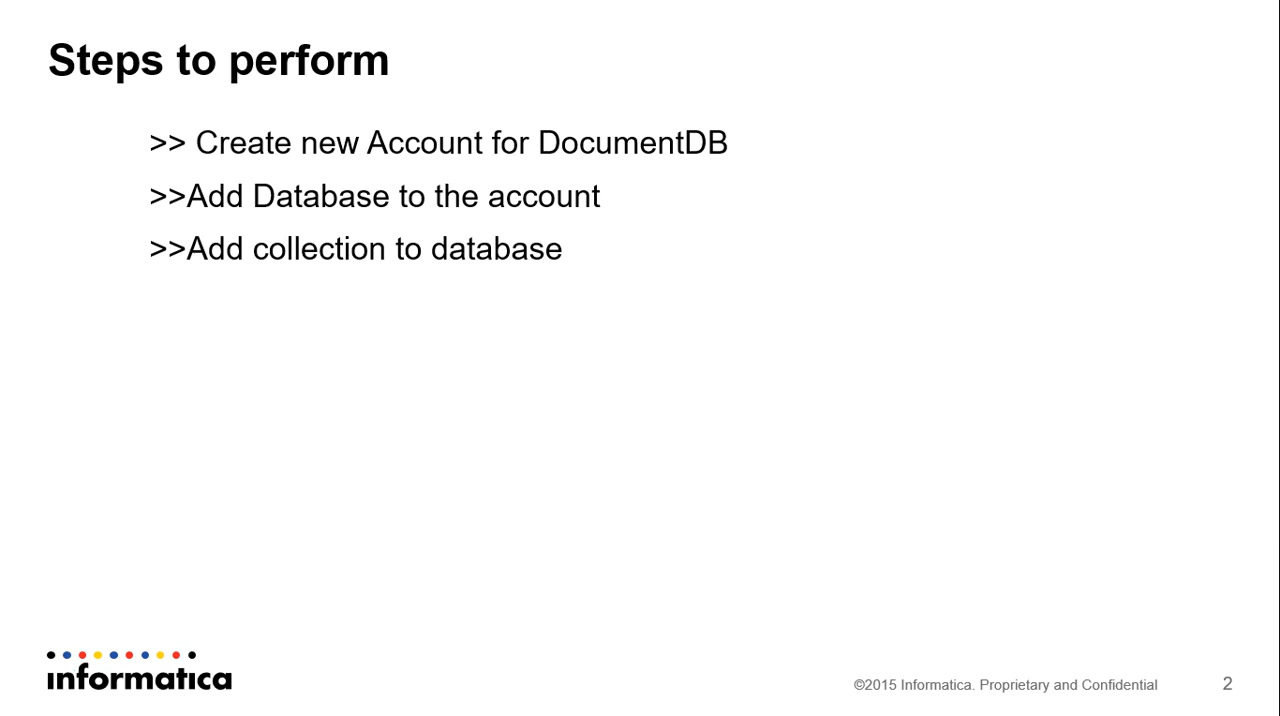 Steps to perform
>> Create new Account for DocumentDB
>>Add Database to the account
>>Add collection to database
informatica
©2015 Informatica. Proprietary and Confidential
2